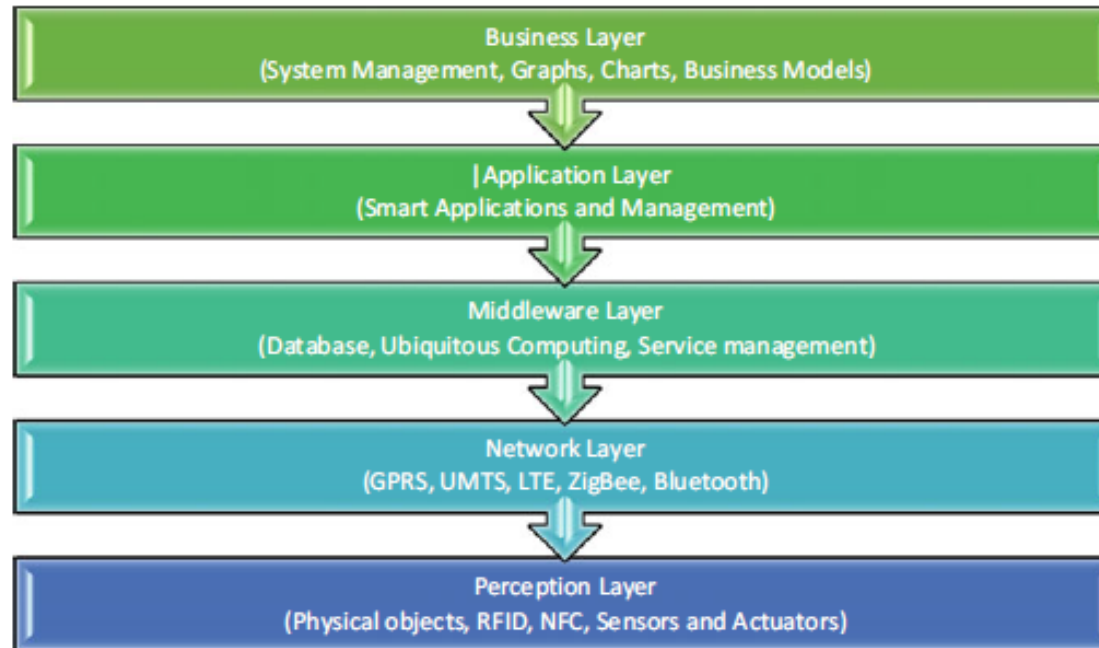 Business Layer
(System Management, Graphs, Charts, Business Models)
|Application Layer
(Smart Applications and Management)
Middleware Layer
(Database, Ubiquitous Computing, Service management)
Network Layer
(GPRS, UMTS, LTE, ZigBee, Bluetooth)
Perception Layer
(Physical objects, RFID, NFC, Sensors and Actuators)